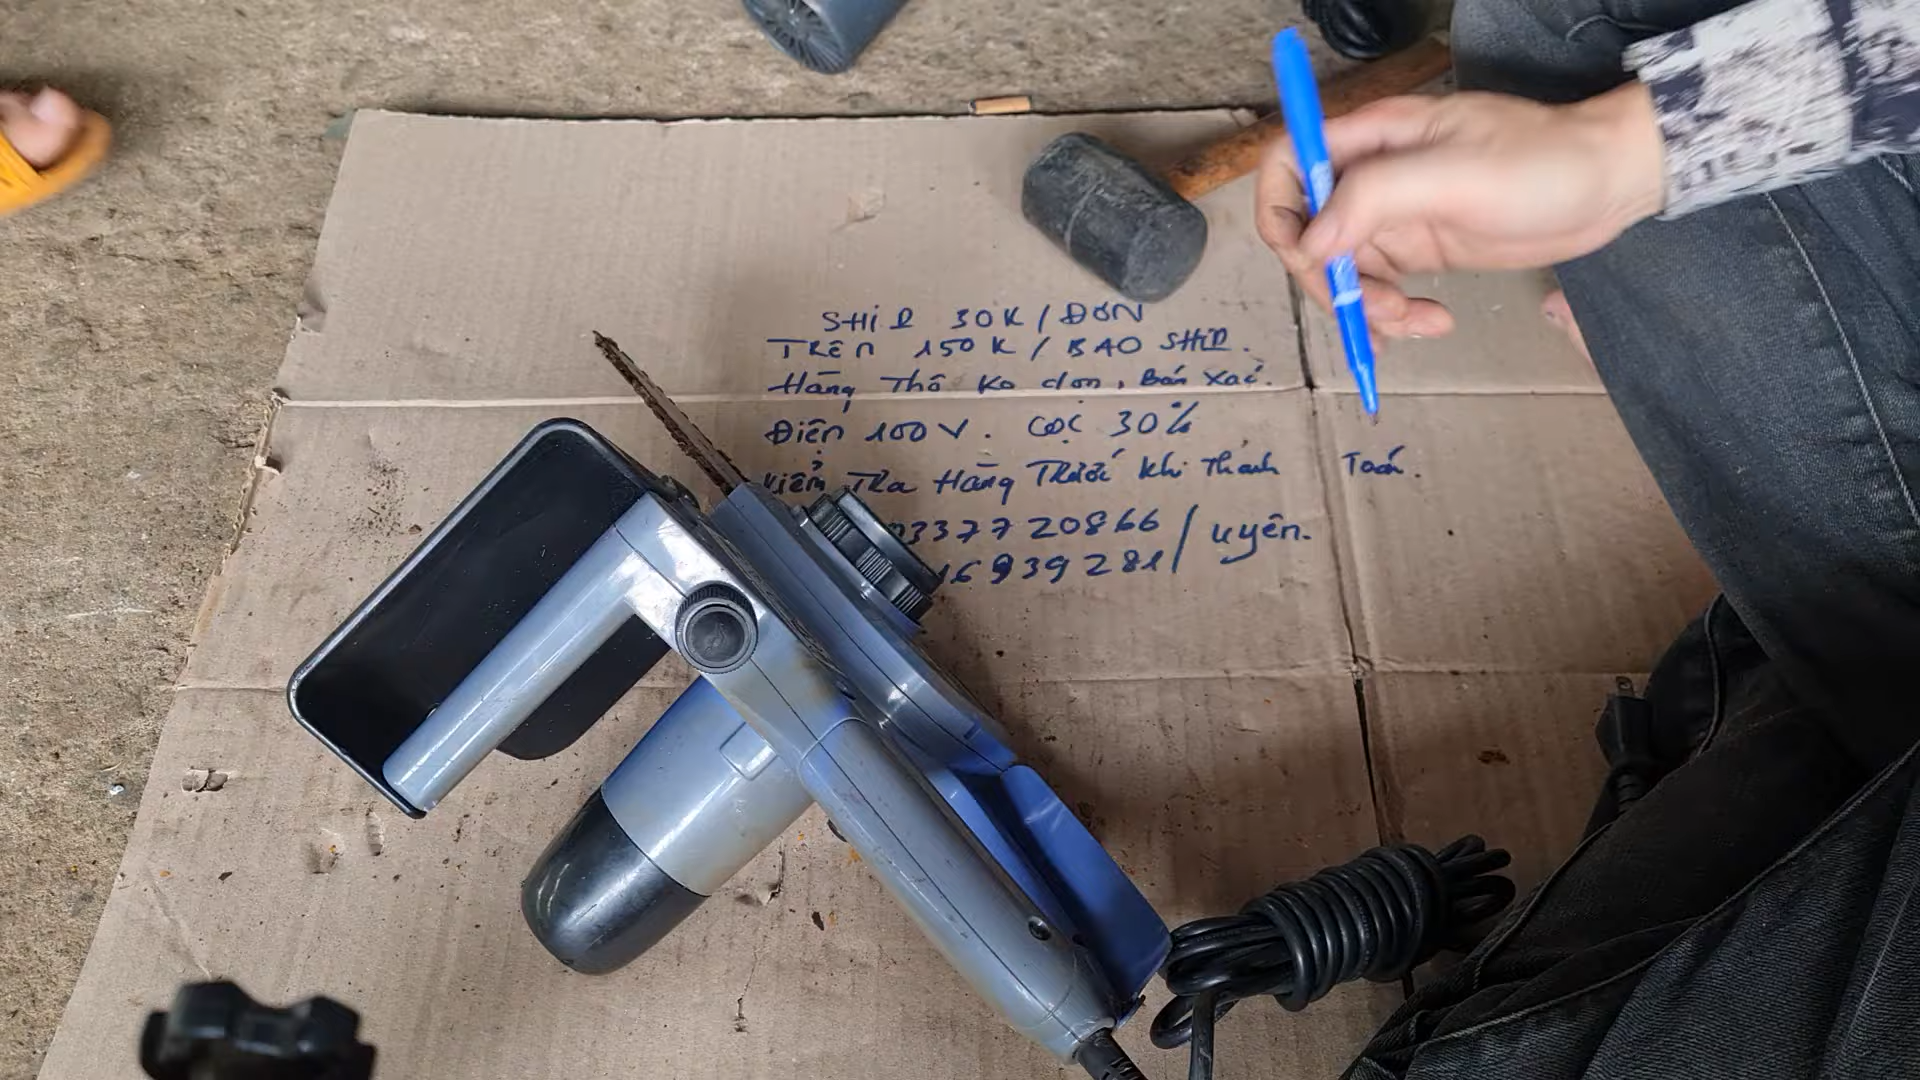 SHIP 30K/ĐƠN
TRÊN 150K/BAO SHIP.
Hàng Thô Ko dọn, Bán Xác.
Điện 100V. CỌC 30%
Kiểm TRa Hàng TRước khi Thanh Toán.
0337720866/uyên.
16939281/